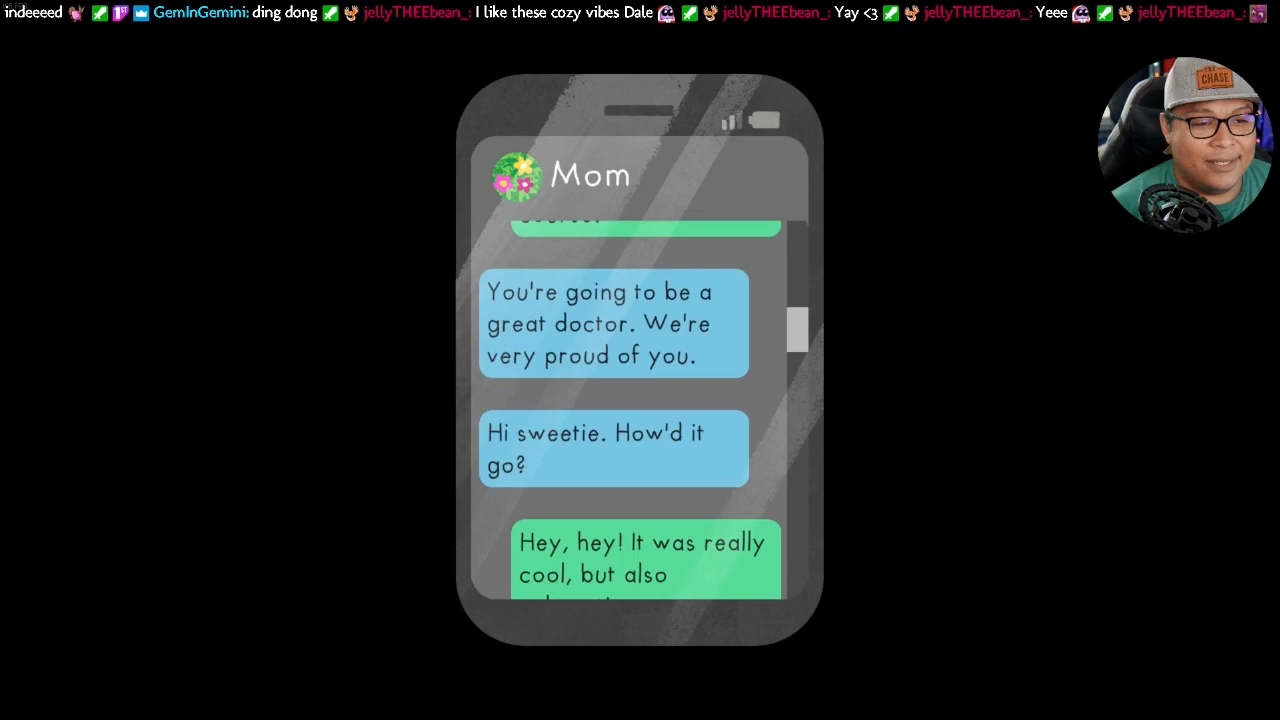 indeeeed GemInGemini: ding dong jellyTHEEbean_: I like these cozy vibes Dale jellyTHEEbean_: Yay <3 jellyTHEEbean_: Yeee jellyTHEEbean_:
THE
CHASE
Mom
You're going to be a
great doctor. We're
very proud of you.
Hi sweetie. How'd it
go?
Hey, hey! It was really
cool, but also